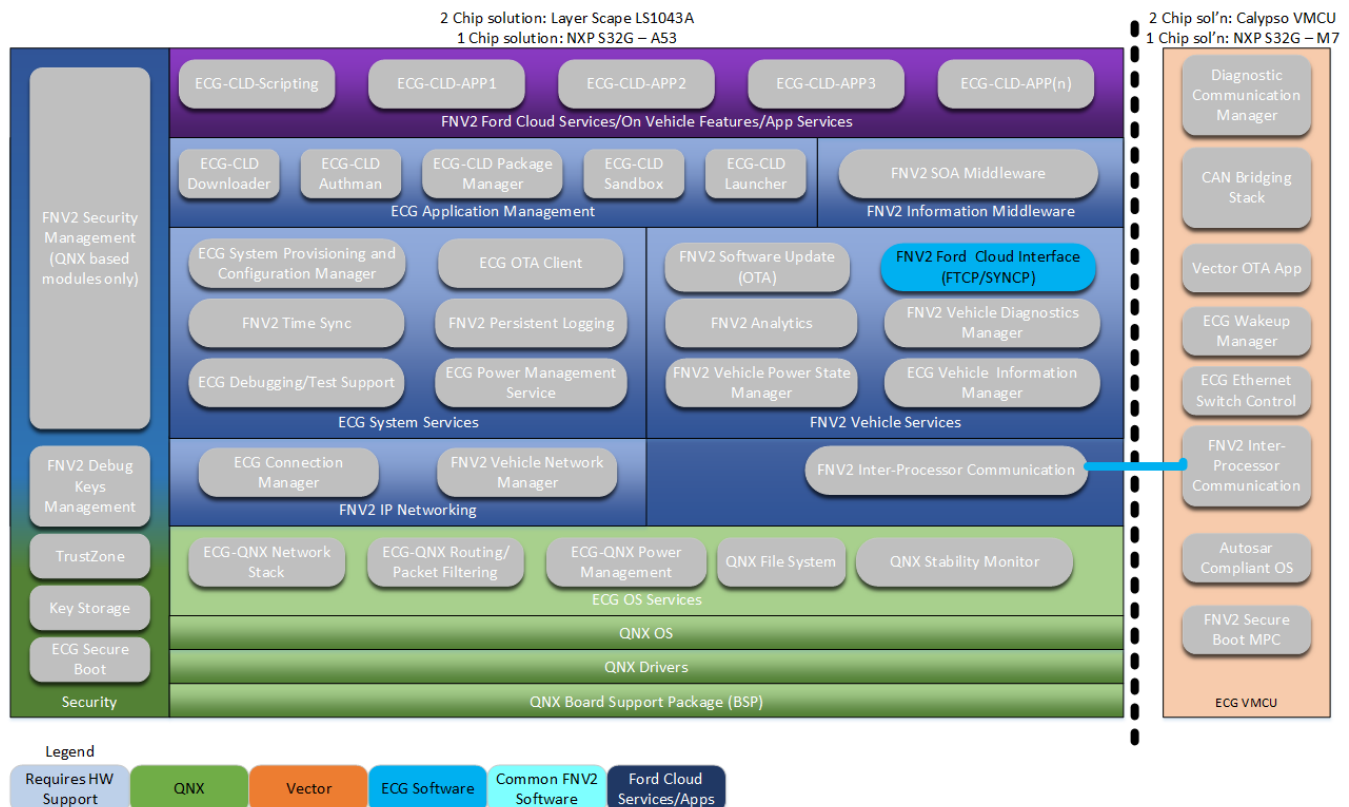 2 Chip solution: Layer Scape LS1043A
1 Chip solution: NXP S32G – A53
2 Chip sol'n: Calypso VMCU
1 Chip sol'n: NXP S32G – M7
FNV2 Security
Management
(QNX based
modules only)
FNV2 Debug
Keys
Management
TrustZone
Key Storage
ECG Secure
Boot
Security
ECG-CLD-Scripting
ECG-CLD-APP1
ECG-CLD-APP2
ECG-CLD-APP3
ECG-CLD-APP(n)
FNV2 Ford Cloud Services/On Vehicle Features/App Services
ECG-CLD
Downloader
ECG-CLD
Authman
ECG-CLD Package
Manager
ECG-CLD
Sandbox
ECG-CLD
Launcher
ECG Application Management
FNV2 SOA Middleware
FNV2 Information Middleware
ECG System Provisioning and
Configuration Manager
ECG OTA Client
FNV2 Time Sync
FNV2 Persistent Logging
ECG Debugging/Test Support
ECG Power Management
Service
ECG System Services
FNV2 Software Update
(OTA)
FNV2 Ford  Cloud Interface
(FTCP/SYNCP)
FNV2 Analytics
FNV2 Vehicle Diagnostics
Manager
FNV2 Vehicle Power State
Manager
ECG Vehicle  Information
Manager
FNV2 Vehicle Services
ECG Connection
Manager
FNV2 Vehicle Network
Manager
FNV2 IP Networking
FNV2 Inter-Processor Communication
ECG-QNX Network
Stack
ECG-QNX Routing/
Packet Filtering
ECG-QNX Power
Management
QNX File System
QNX Stability Monitor
ECG OS Services
QNX OS
QNX Drivers
QNX Board Support Package (BSP)
Diagnostic
Communication
Manager
CAN Bridging
Stack
Vector OTA App
ECG Wakeup
Manager
ECG Ethernet
Switch Control
FNV2 Inter-
Processor
Communication
Autosar
Compliant OS
FNV2 Secure
Boot MPC
ECG VMCU
Legend
Requires HW
Support
QNX
Vector
ECG Software
Common FNV2
Software
Ford Cloud
Services/Apps